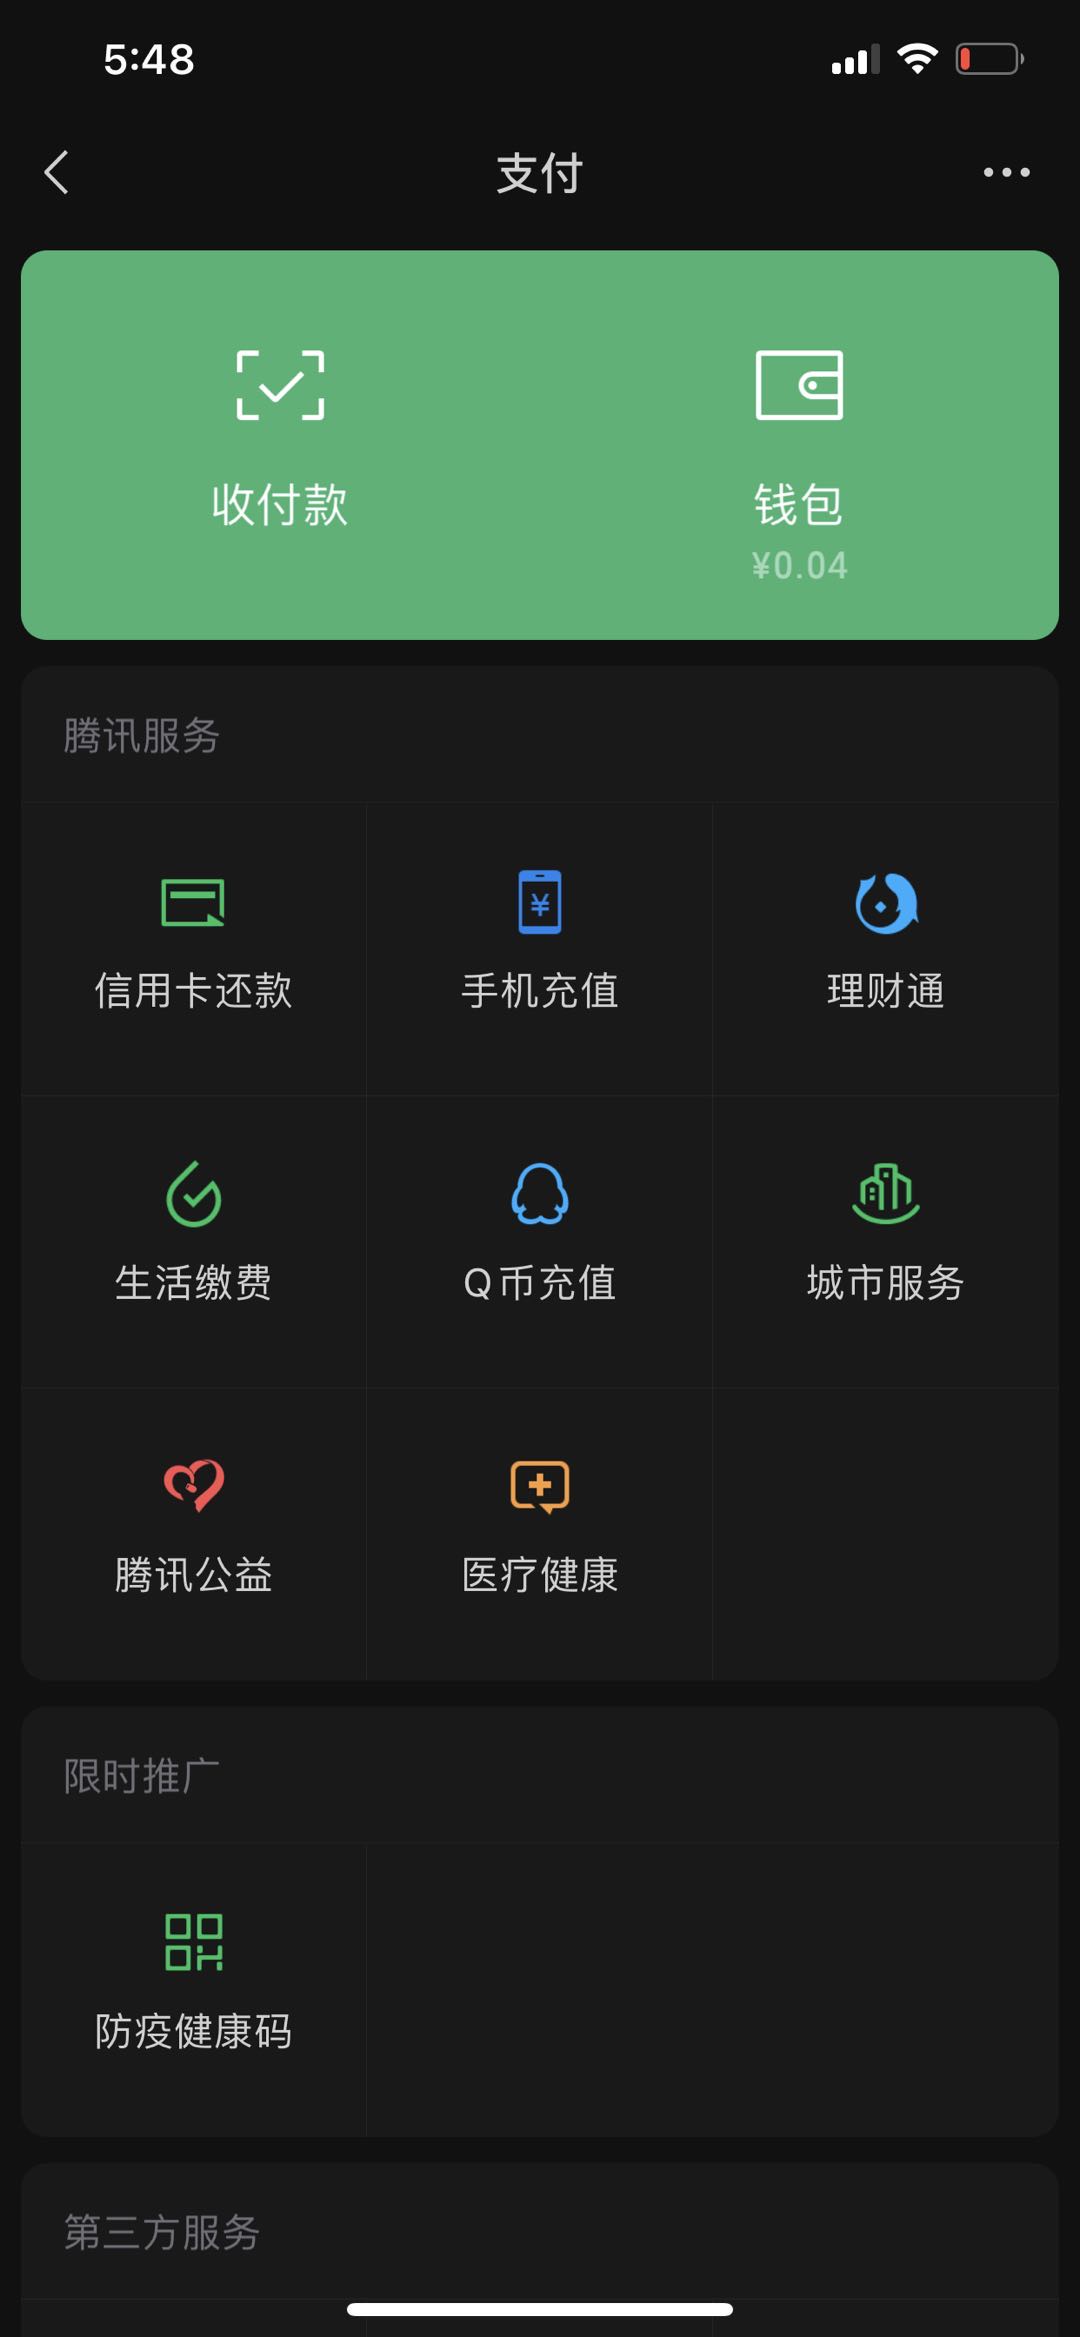 5:48
支付
收付款
钱包
¥0.04
腾讯服务
信用卡还款
手机充值
理财通
生活缴费
Q币充值
城市服务
腾讯公益
医疗健康
限时推广
防疫健康码
第三方服务